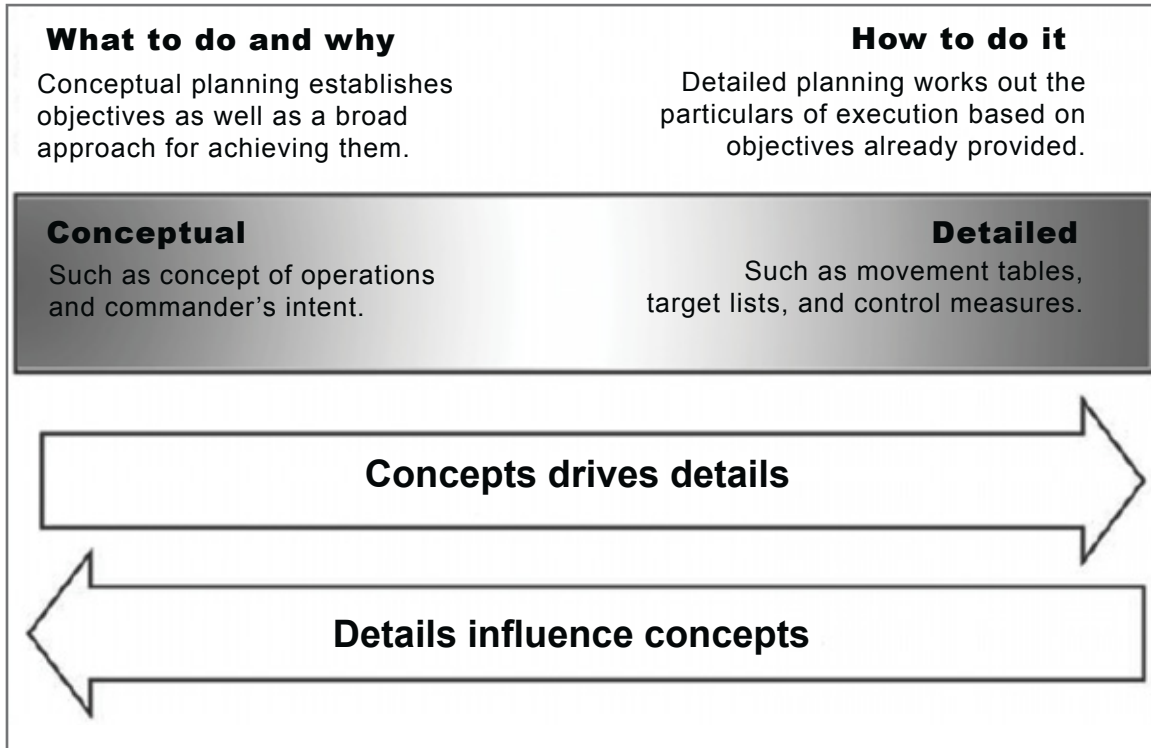 What to do and why
Conceptual planning establishes
objectives as well as a broad
approach for achieving them.
How to do it
Detailed planning works out the
particulars of execution based on
objectives already provided.
Conceptual
Such as concept of operations
and commander’s intent.
Detailed
Such as movement tables,
target lists, and control measures.
Concepts drives details
Details influence concepts